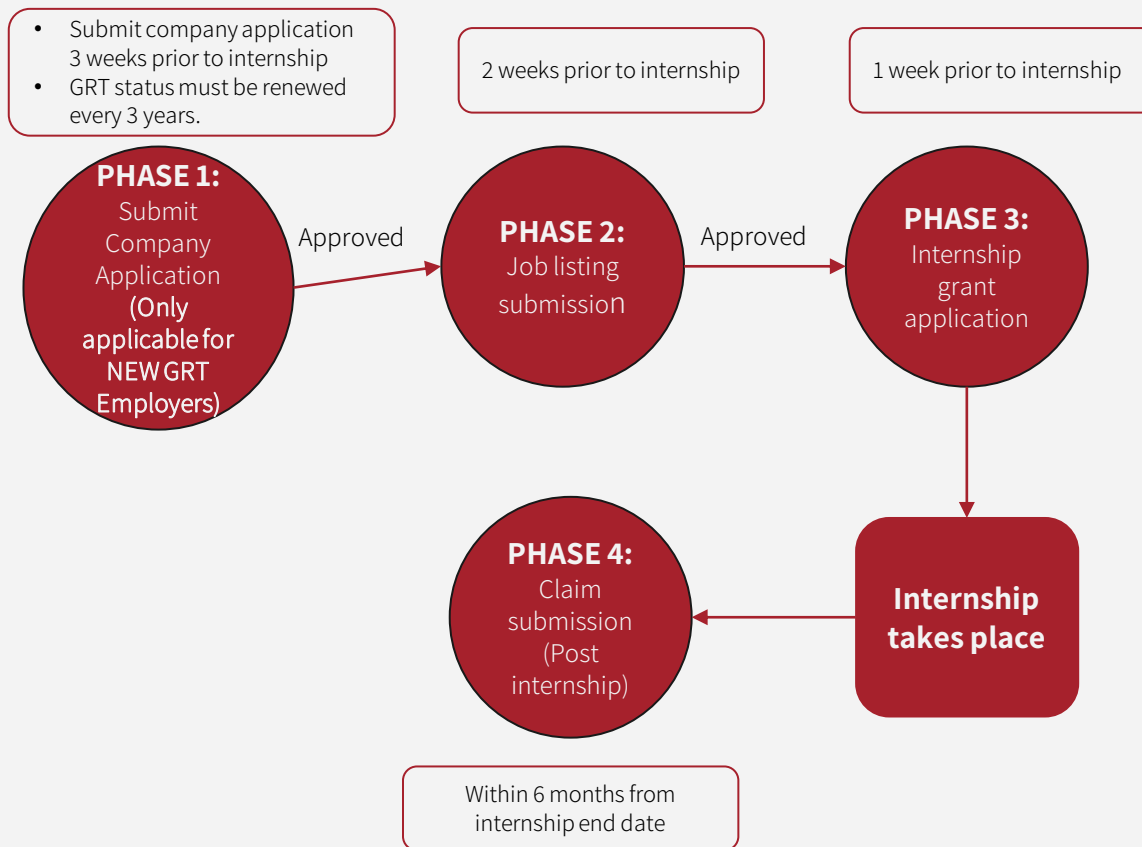 • Submit company application
3 weeks prior to internship
• GRT status must be renewed
every 3 years.
2 weeks prior to internship
1 week prior to internship
PHASE 1:
Submit
Company
Application
(Only
applicable for
NEW GRT
Employers)
Approved
PHASE 2:
Job listing
submission
Approved
PHASE 3:
Internship
grant
application
Internship
takes place
PHASE 4:
Claim
submission
(Post
internship)
Within 6 months from
internship end date